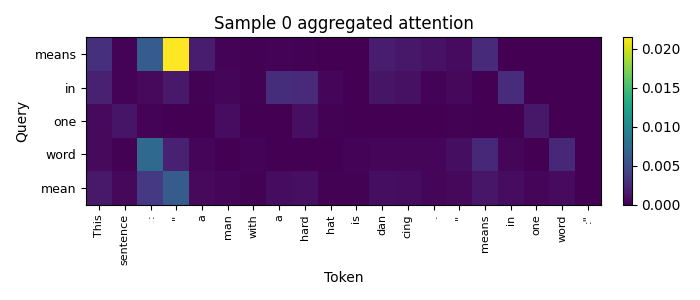 Sample 0 aggregated attention
means
in
one
word
mean
Query
0.020
0.015
0.010
0.005
0.000
This sentence : " a man with a hard hat is dan cing . " means in one word :"
Token